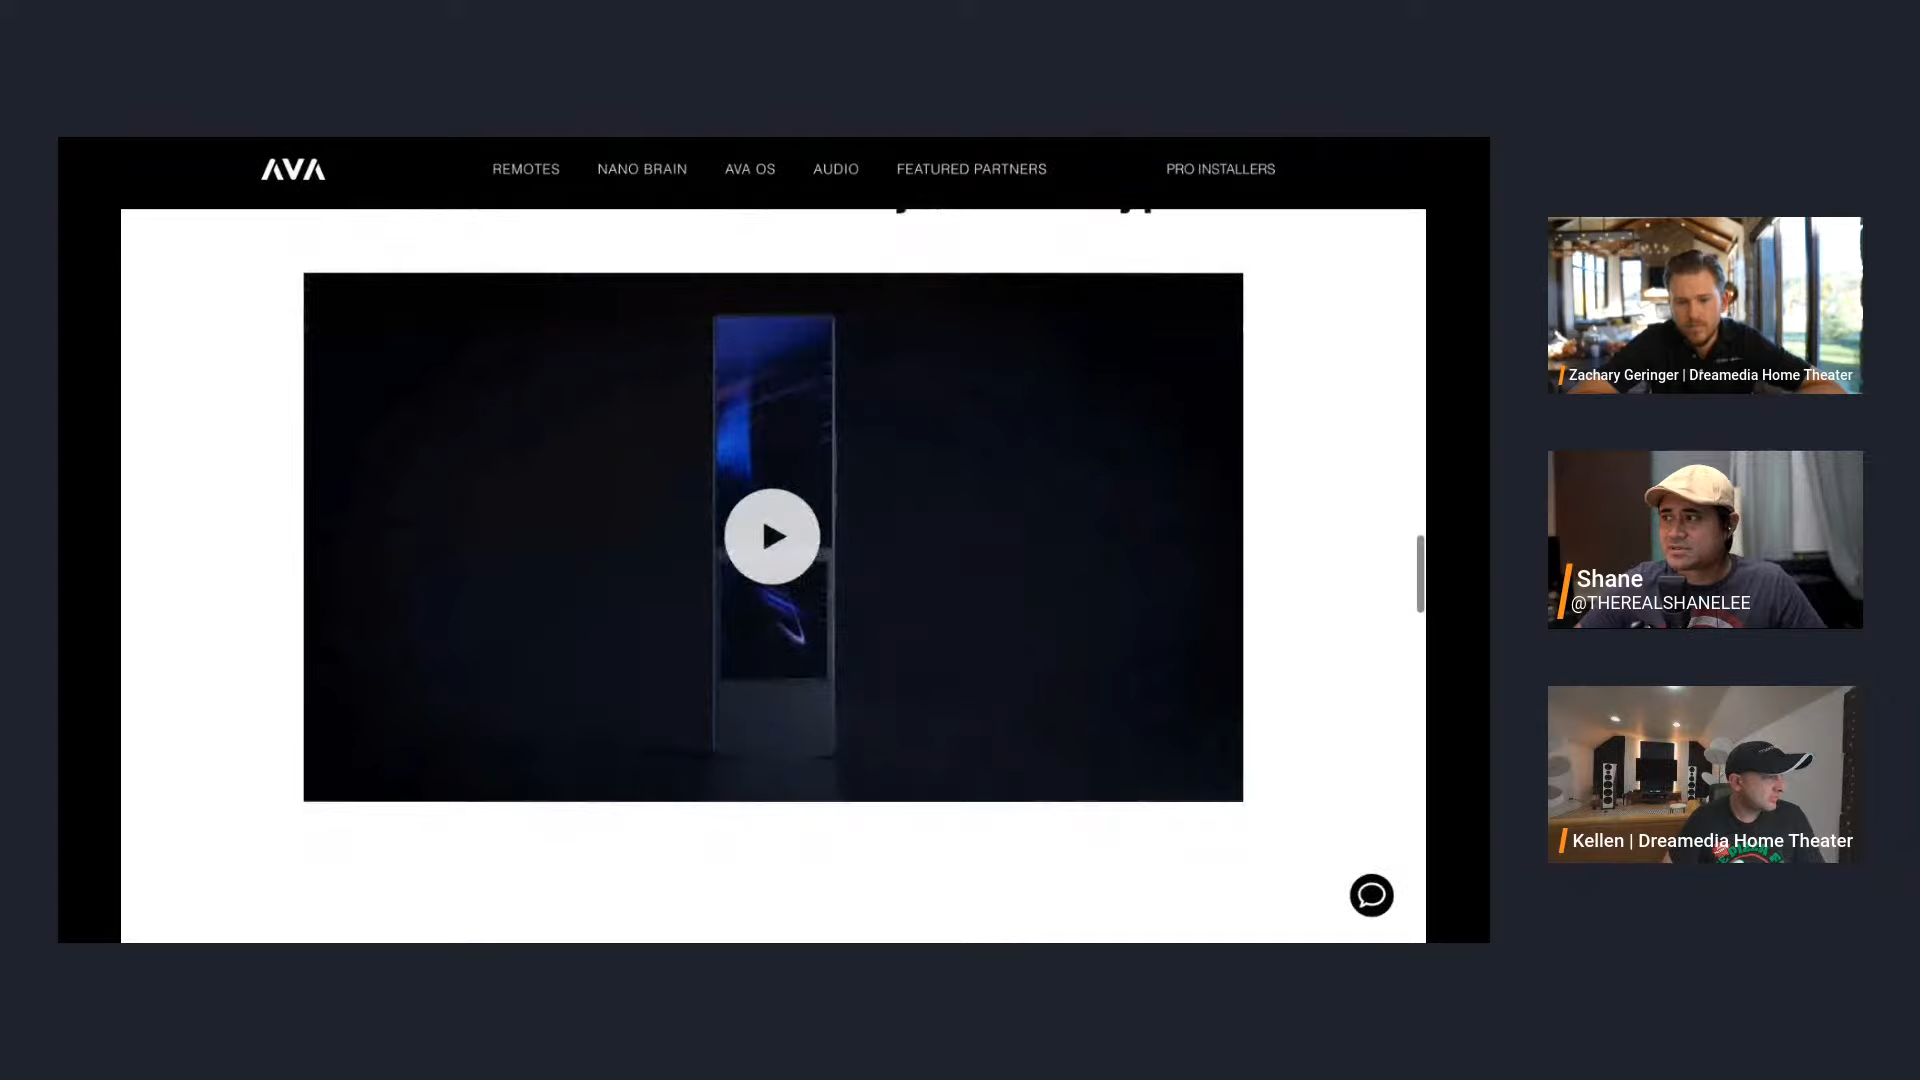 AVA
REMOTES
NANO BRAIN
AVA OS
AUDIO
FEATURED PARTNERS
PRO INSTALLERS
Zachary Geringer | Dreamedia Home Theater
Shane
@THEREALSHANELEE
Kellen | Dreamedia Home Theater